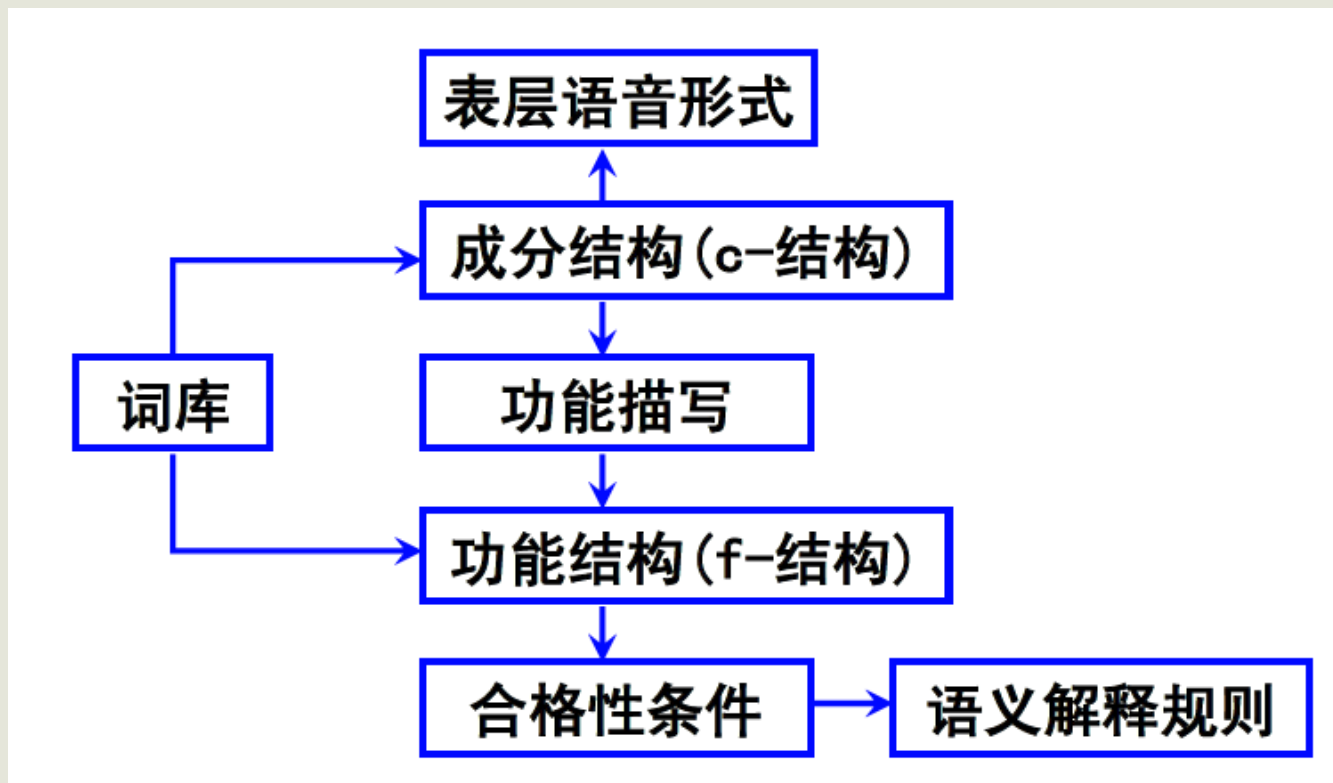 表层语音形式
成分结构(c-结构)
词库
功能描写
功能结构(f-结构)
合格性条件
语义解释规则